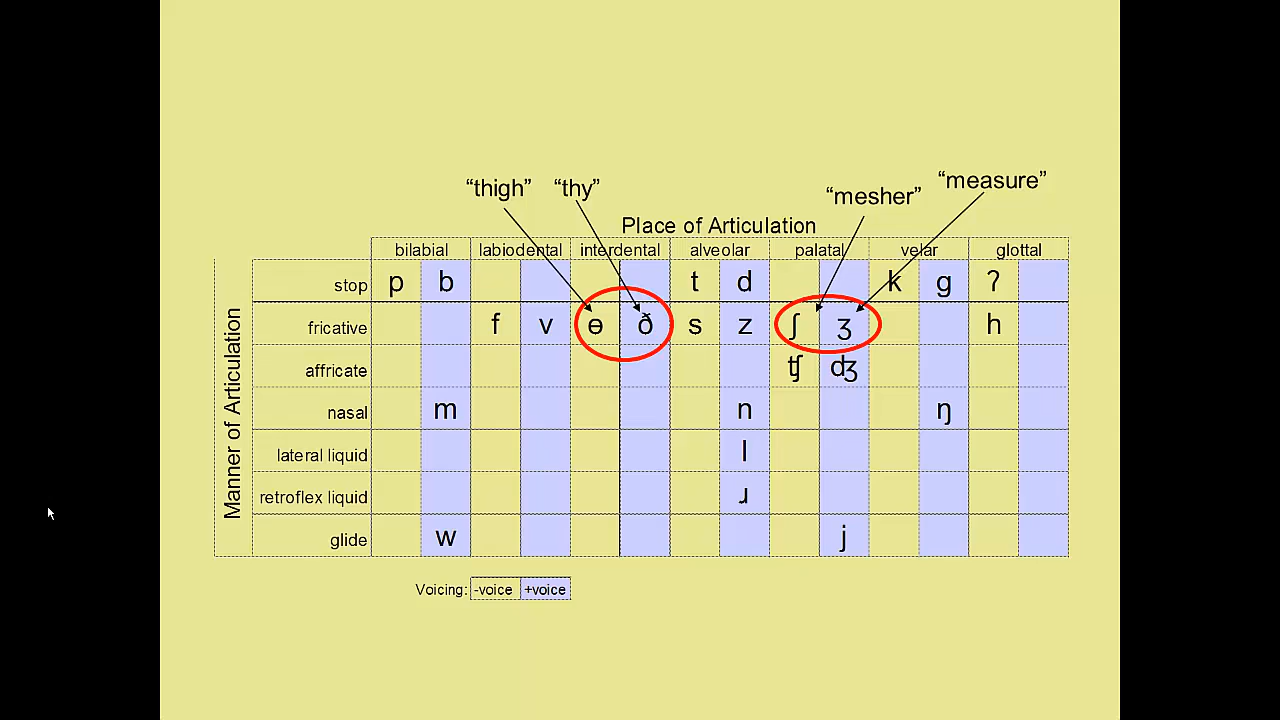 “thigh” “thy” “mesher” “measure”
Place of Articulation
bilabial labiodental interdental alveolar palatal velar glottal
Manner of Articulation
stop p b t d k g ʔ
fricative f v ɵ ð s z ʃ ʒ h
affricate ʧ ʤ
nasal m n ŋ
lateral liquid l
retroflex liquid ɹ
glide w j
Voicing: -voice +voice